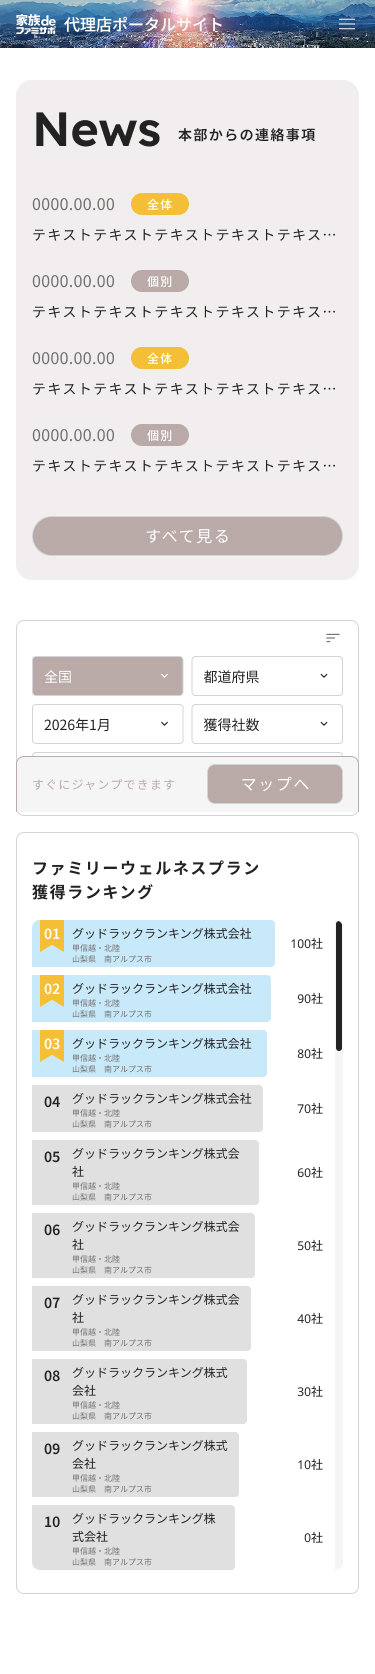 家族de
ファミサポ
代理店ポータルサイト
News 本部からの連絡事項
0000.00.00 全体
テキストテキストテキストテキストテキス…
0000.00.00 個別
テキストテキストテキストテキストテキス…
0000.00.00 全体
テキストテキストテキストテキストテキス…
0000.00.00 個別
テキストテキストテキストテキストテキス…
すべて見る
全国 都道府県
2026年1月 獲得社数
すぐにジャンプできます マップへ
ファミリーウェルネスプラン
獲得ランキング
01 グッドラックランキング株式会社
甲信越・北陸
山梨県 南アルプス市
100社
02 グッドラックランキング株式会社
甲信越・北陸
山梨県 南アルプス市
90社
03 グッドラックランキング株式会社
甲信越・北陸
山梨県 南アルプス市
80社
04 グッドラックランキング株式会社
甲信越・北陸
山梨県 南アルプス市
70社
05 グッドラックランキング株式会
社
甲信越・北陸
山梨県 南アルプス市
60社
06 グッドラックランキング株式会
社
甲信越・北陸
山梨県 南アルプス市
50社
07 グッドラックランキング株式会
社
甲信越・北陸
山梨県 南アルプス市
40社
08 グッドラックランキング株式
会社
甲信越・北陸
山梨県 南アルプス市
30社
09 グッドラックランキング株式
会社
甲信越・北陸
山梨県 南アルプス市
10社
10 グッドラックランキング株
式会社
甲信越・北陸
山梨県 南アルプス市
0社